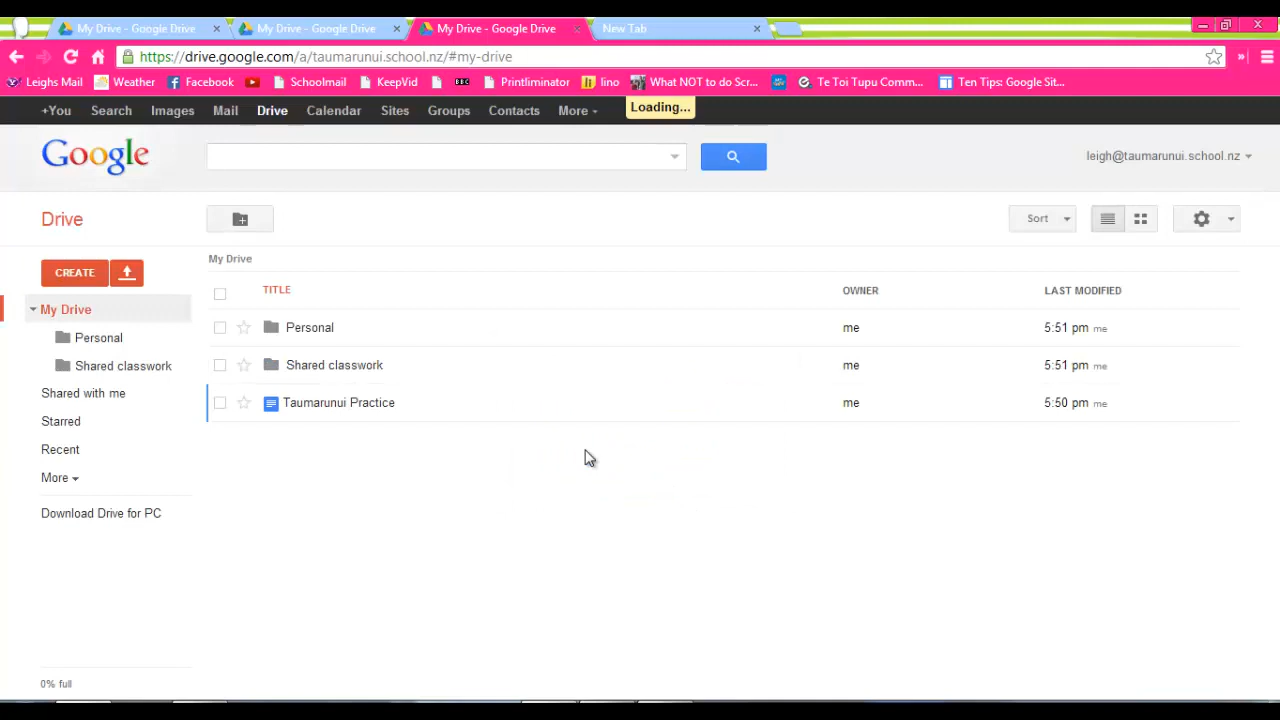 My Drive - Google Drive × My Drive - Google Drive × My Drive - Google Drive × New Tab ×
https://drive.google.com/a/taumarunui.school.nz/#my-drive
Leighs Mail Weather Facebook Schoolmail KeepVid BBC Printliminator lino What NOT to do Scr... Te Toi Tupu Comm... Ten Tips: Google Sit...
+You Search Images Mail Drive Calendar Sites Groups Contacts More Loading...
Google leigh@taumarunui.school.nz
Drive Sort
My Drive
CREATE TITLE OWNER LAST MODIFIED
My Drive
Personal me 5:51 pm me
Personal
Shared classwork me 5:51 pm me
Shared classwork
Shared with me
Taumarunui Practice me 5:50 pm me
Starred
Recent
More
Download Drive for PC
0% full